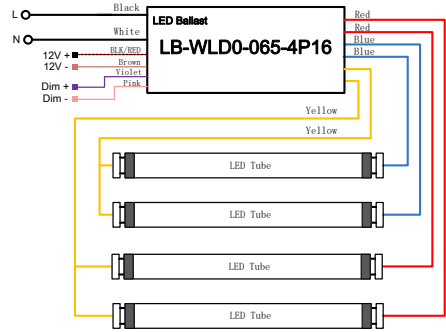 L
Black
N
White
12V +
BLK/RED
12V -
Brown
Dim +
Violet
Dim -
Pink
LED Ballast
LB-WLD0-065-4P16
Red
Red
Blue
Blue
Yellow
Yellow
LED Tube
LED Tube
LED Tube
LED Tube